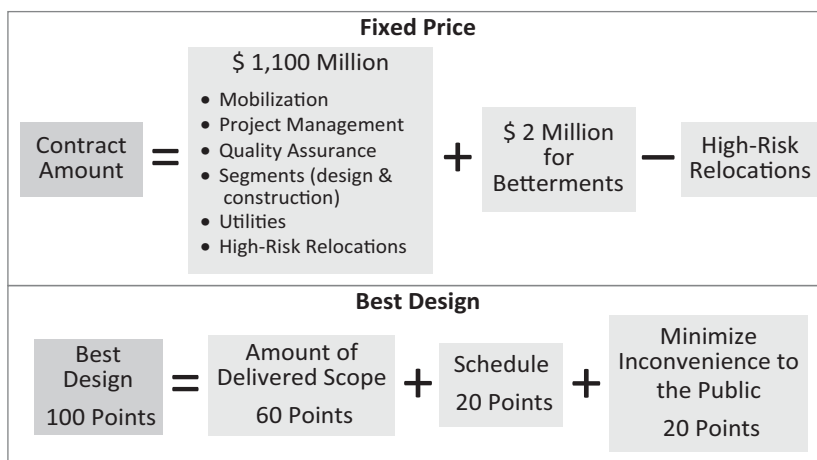 Fixed Price
Contract
Amount
=
$ 1,100 Million
• Mobilization
• Project Management
• Quality Assurance
• Segments (design &
construction)
• Utilities
• High-Risk Relocations
+
$ 2 Million
for
Betterments
—
High-Risk
Relocations
Best Design
Best
Design
100 Points
=
Amount of
Delivered Scope
60 Points
+
Schedule
20 Points
+
Minimize
Inconvenience to
the Public
20 Points